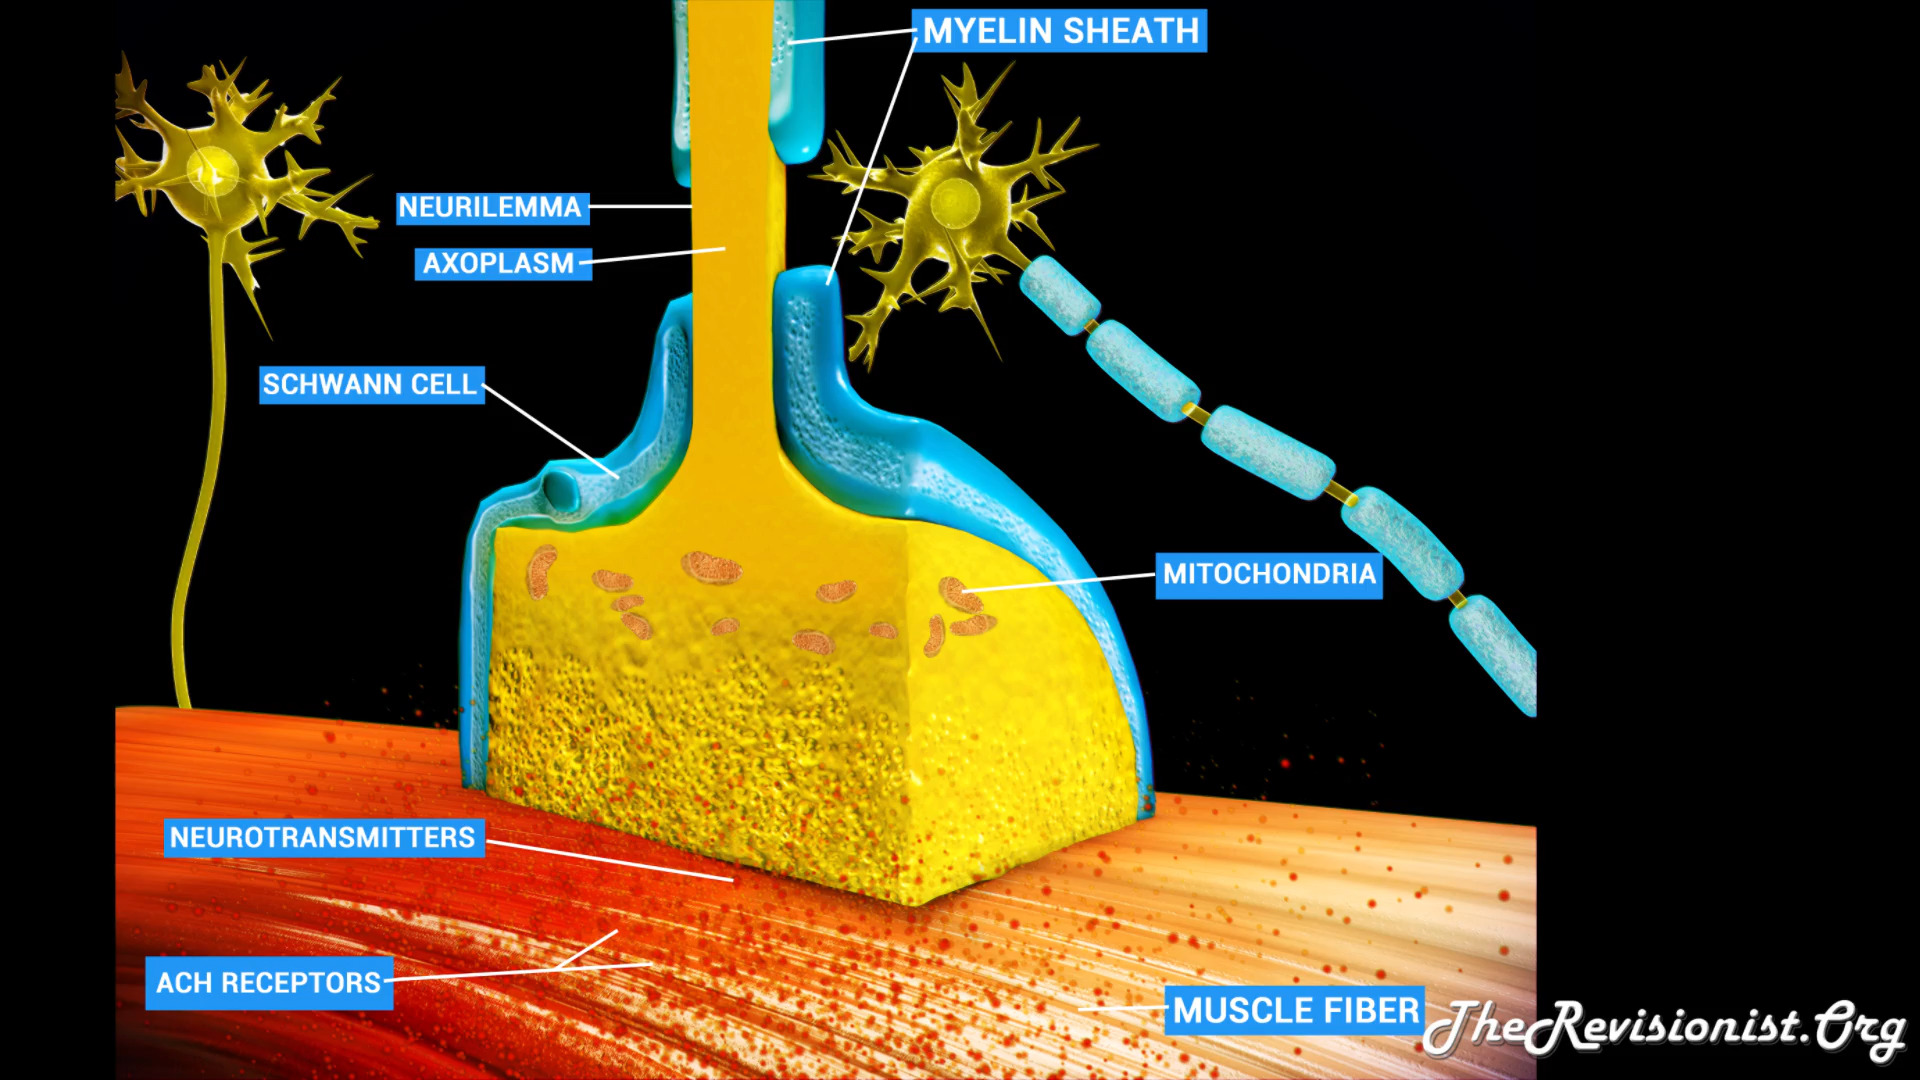 MYELIN SHEATH
NEURILEMMA
AXOPLASM
SCHWANN CELL
MITOCHONDRIA
NEUROTRANSMITTERS
ACH RECEPTORS
MUSCLE FIBER
TheRevisionist.Org